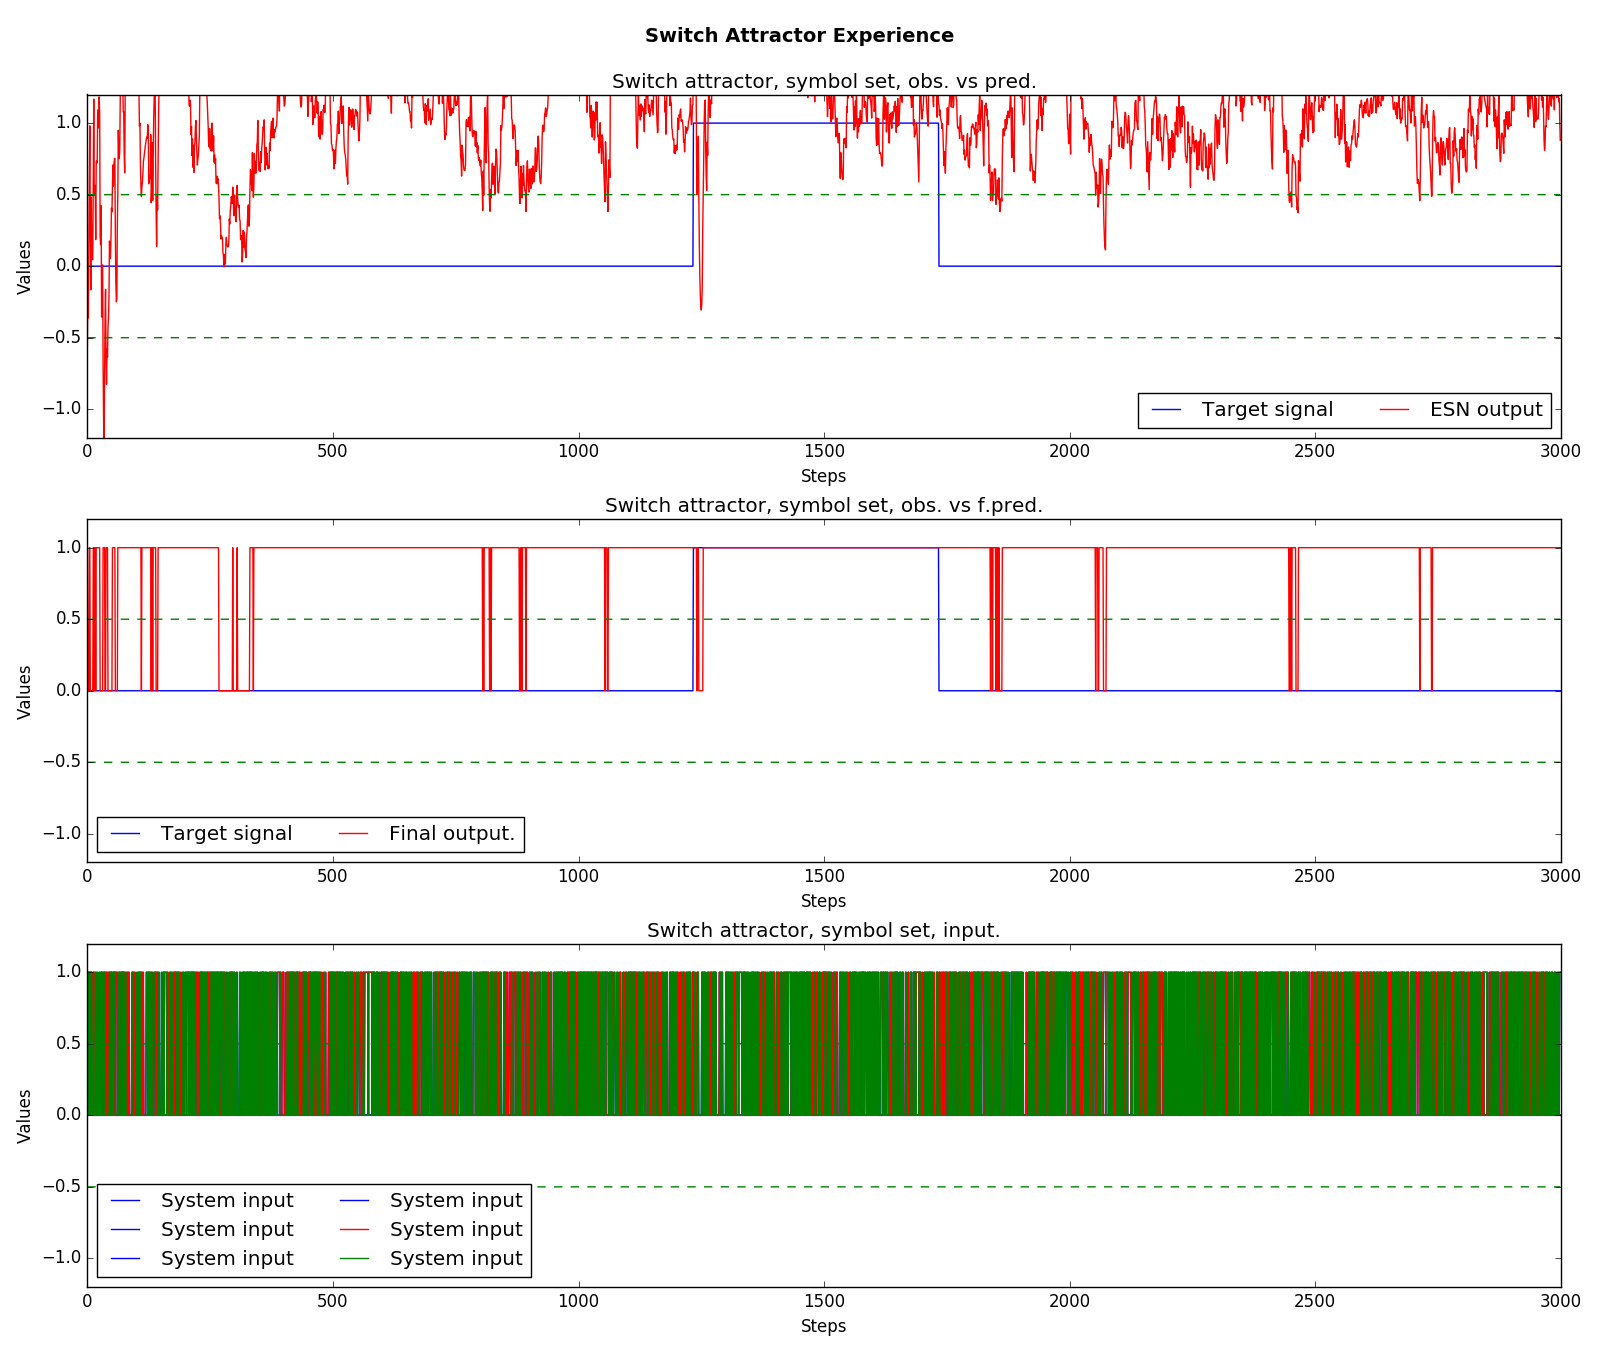 Switch Attractor Experience
Switch attractor, symbol set, obs. vs pred.
1.0
0.5
0.0
−0.5
−1.0
Values
Target signal ESN output
0 500 1000 1500 2000 2500 3000
Steps
Switch attractor, symbol set, obs. vs f.pred.
1.0
0.5
0.0
−0.5
−1.0
Values
Target signal Final output.
0 500 1000 1500 2000 2500 3000
Steps
Switch attractor, symbol set, input.
1.0
0.5
0.0
−0.5
−1.0
Values
System input System input
System input System input
System input System input
0 500 1000 1500 2000 2500 3000
Steps